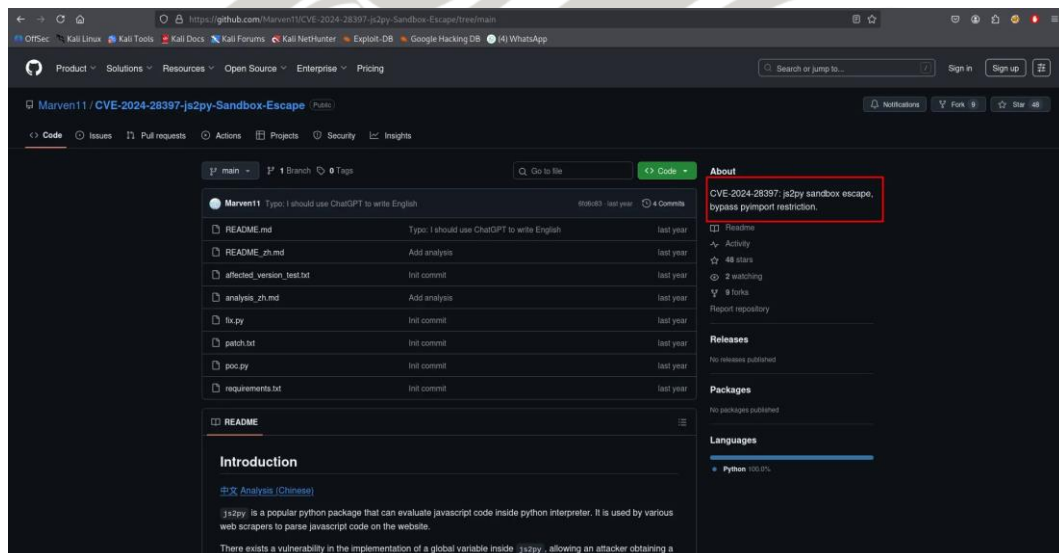 https://github.com/Marven11/CVE-2024-28397-js2py-Sandbox-Escape/tree/main
OffSec Kali Linux Kali Tools Kali Docs Kali Forums Kali NetHunter Exploit-DB Google Hacking DB (4) WhatsApp
Product Solutions Resources Open Source Enterprise Pricing Search or jump to... / Sign in Sign up
Marven11 / CVE-2024-28397-js2py-Sandbox-Escape Public Notifications Fork 9 Star 48
Code Issues Pull requests Actions Projects Security Insights
main 1 Branch 0 Tags Go to file Code
Marven11 Typo: I should use ChatGPT to write English last year 4 Commits
README.md Typo: I should use ChatGPT to write English last year
README_zh.md Add analysis last year
affected_version_test.txt Init commit last year
analysis_zh.md Add analysis last year
fix.py Init commit last year
patch.txt Init commit last year
poc.py Init commit last year
requirements.txt Init commit last year
README
Introduction
中文 Analysis (Chinese)
js2py is a popular python package that can evaluate javascript code inside python interpreter. It is used by various
web scrapers to parse javascript code on the website.
There exists a vulnerability in the implementation of a global variable inside js2py, allowing an attacker obtaining a
About
CVE-2024-28397: js2py sandbox escape,
bypass pyimport restriction.
Readme
Activity
48 stars
2 watching
9 forks
Report repository
Releases
No releases published
Packages
No packages published
Languages
Python 100.0%